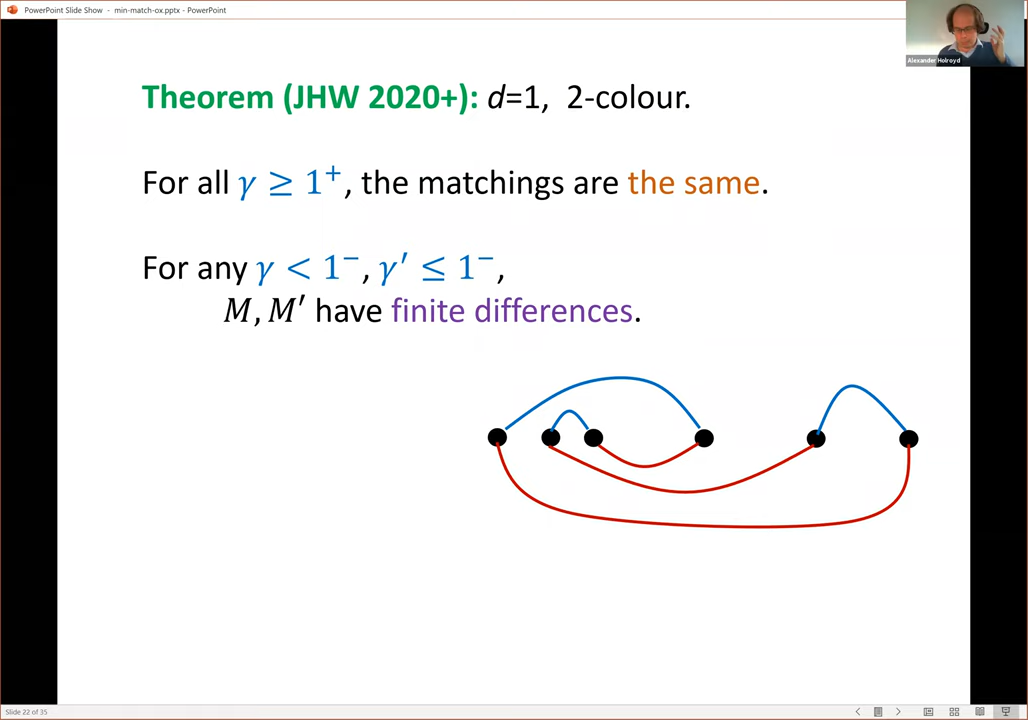 PowerPoint Slide Show - min-match-ox.pptx - PowerPoint
Alexander Holroyd
Theorem (JHW 2020+): d=1, 2-colour.
For all γ ≥ 1⁺, the matchings are the same.
For any γ < 1⁻, γ′ ≤ 1⁻,
M, M′ have finite differences.
Slide 22 of 35